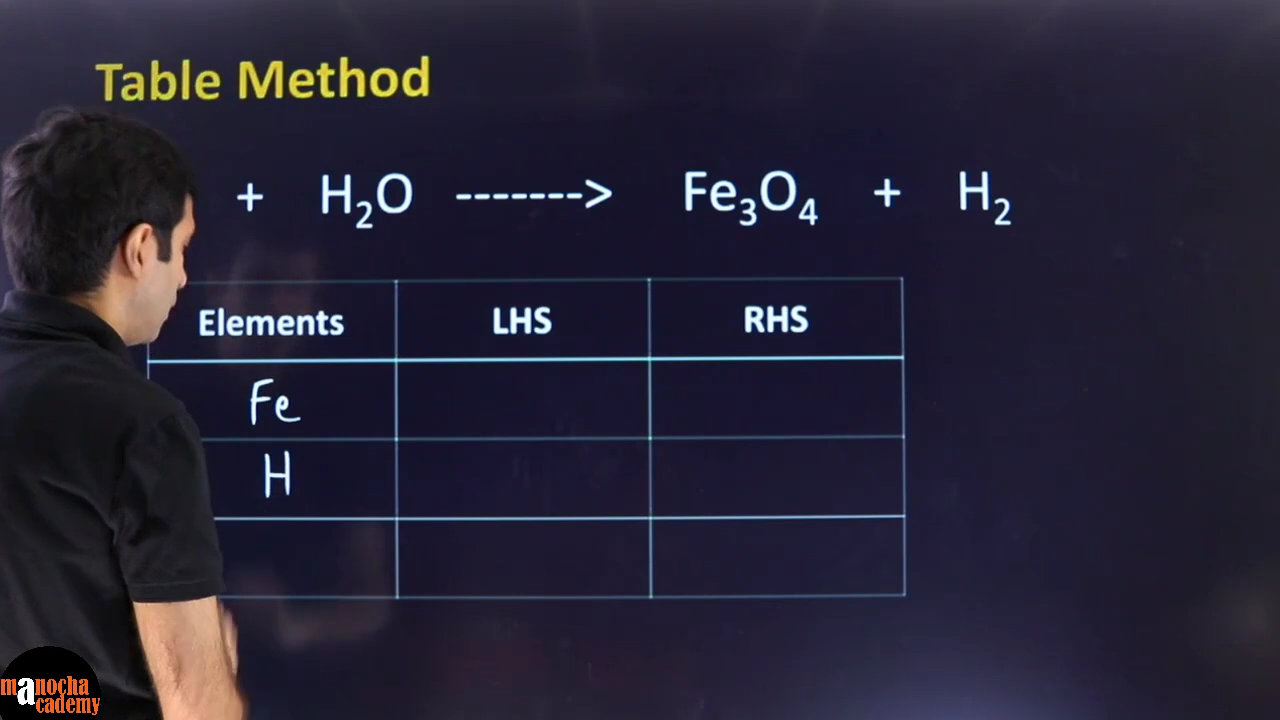 Table Method
+ H₂O -------> Fe₃O₄ + H₂
Elements LHS RHS
Fe
H
manocha
academy